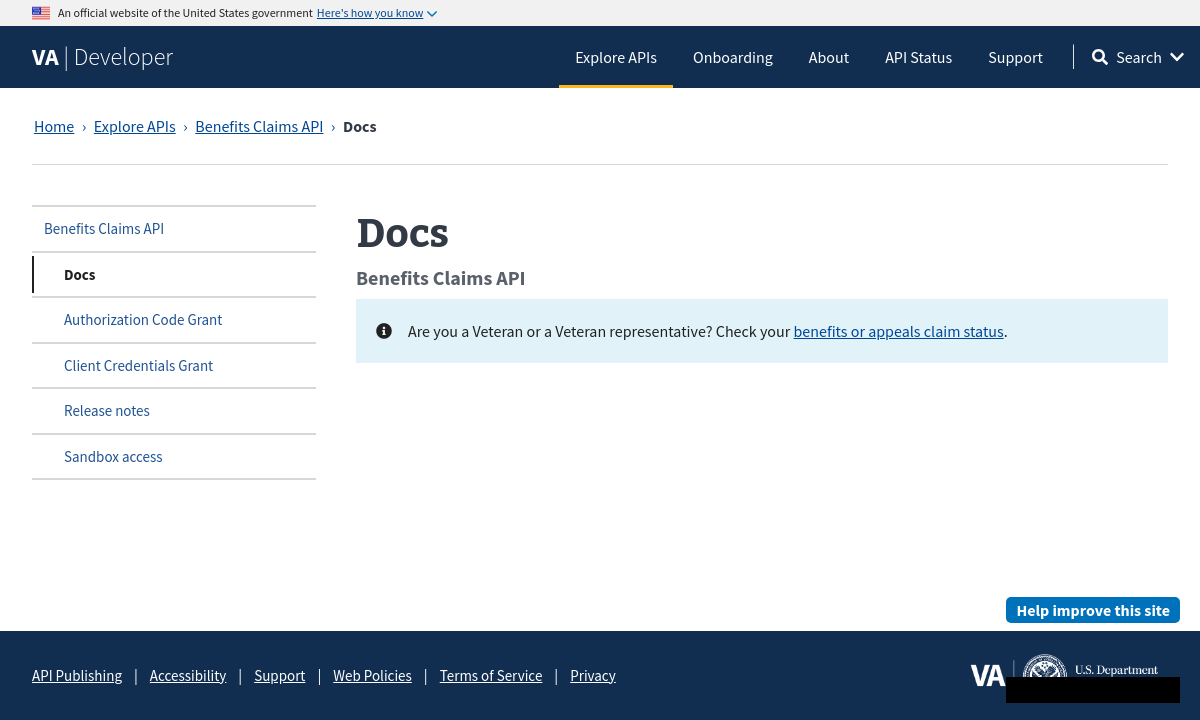 An official website of the United States government Here's how you know
VA | Developer
Explore APIs
Onboarding
About
API Status
Support
Search
Home › Explore APIs › Benefits Claims API › Docs
Benefits Claims API
Docs
Authorization Code Grant
Client Credentials Grant
Release notes
Sandbox access
Docs
Benefits Claims API
Are you a Veteran or a Veteran representative? Check your benefits or appeals claim status.
Help improve this site
API Publishing | Accessibility | Support | Web Policies | Terms of Service | Privacy
VA
U.S. Department